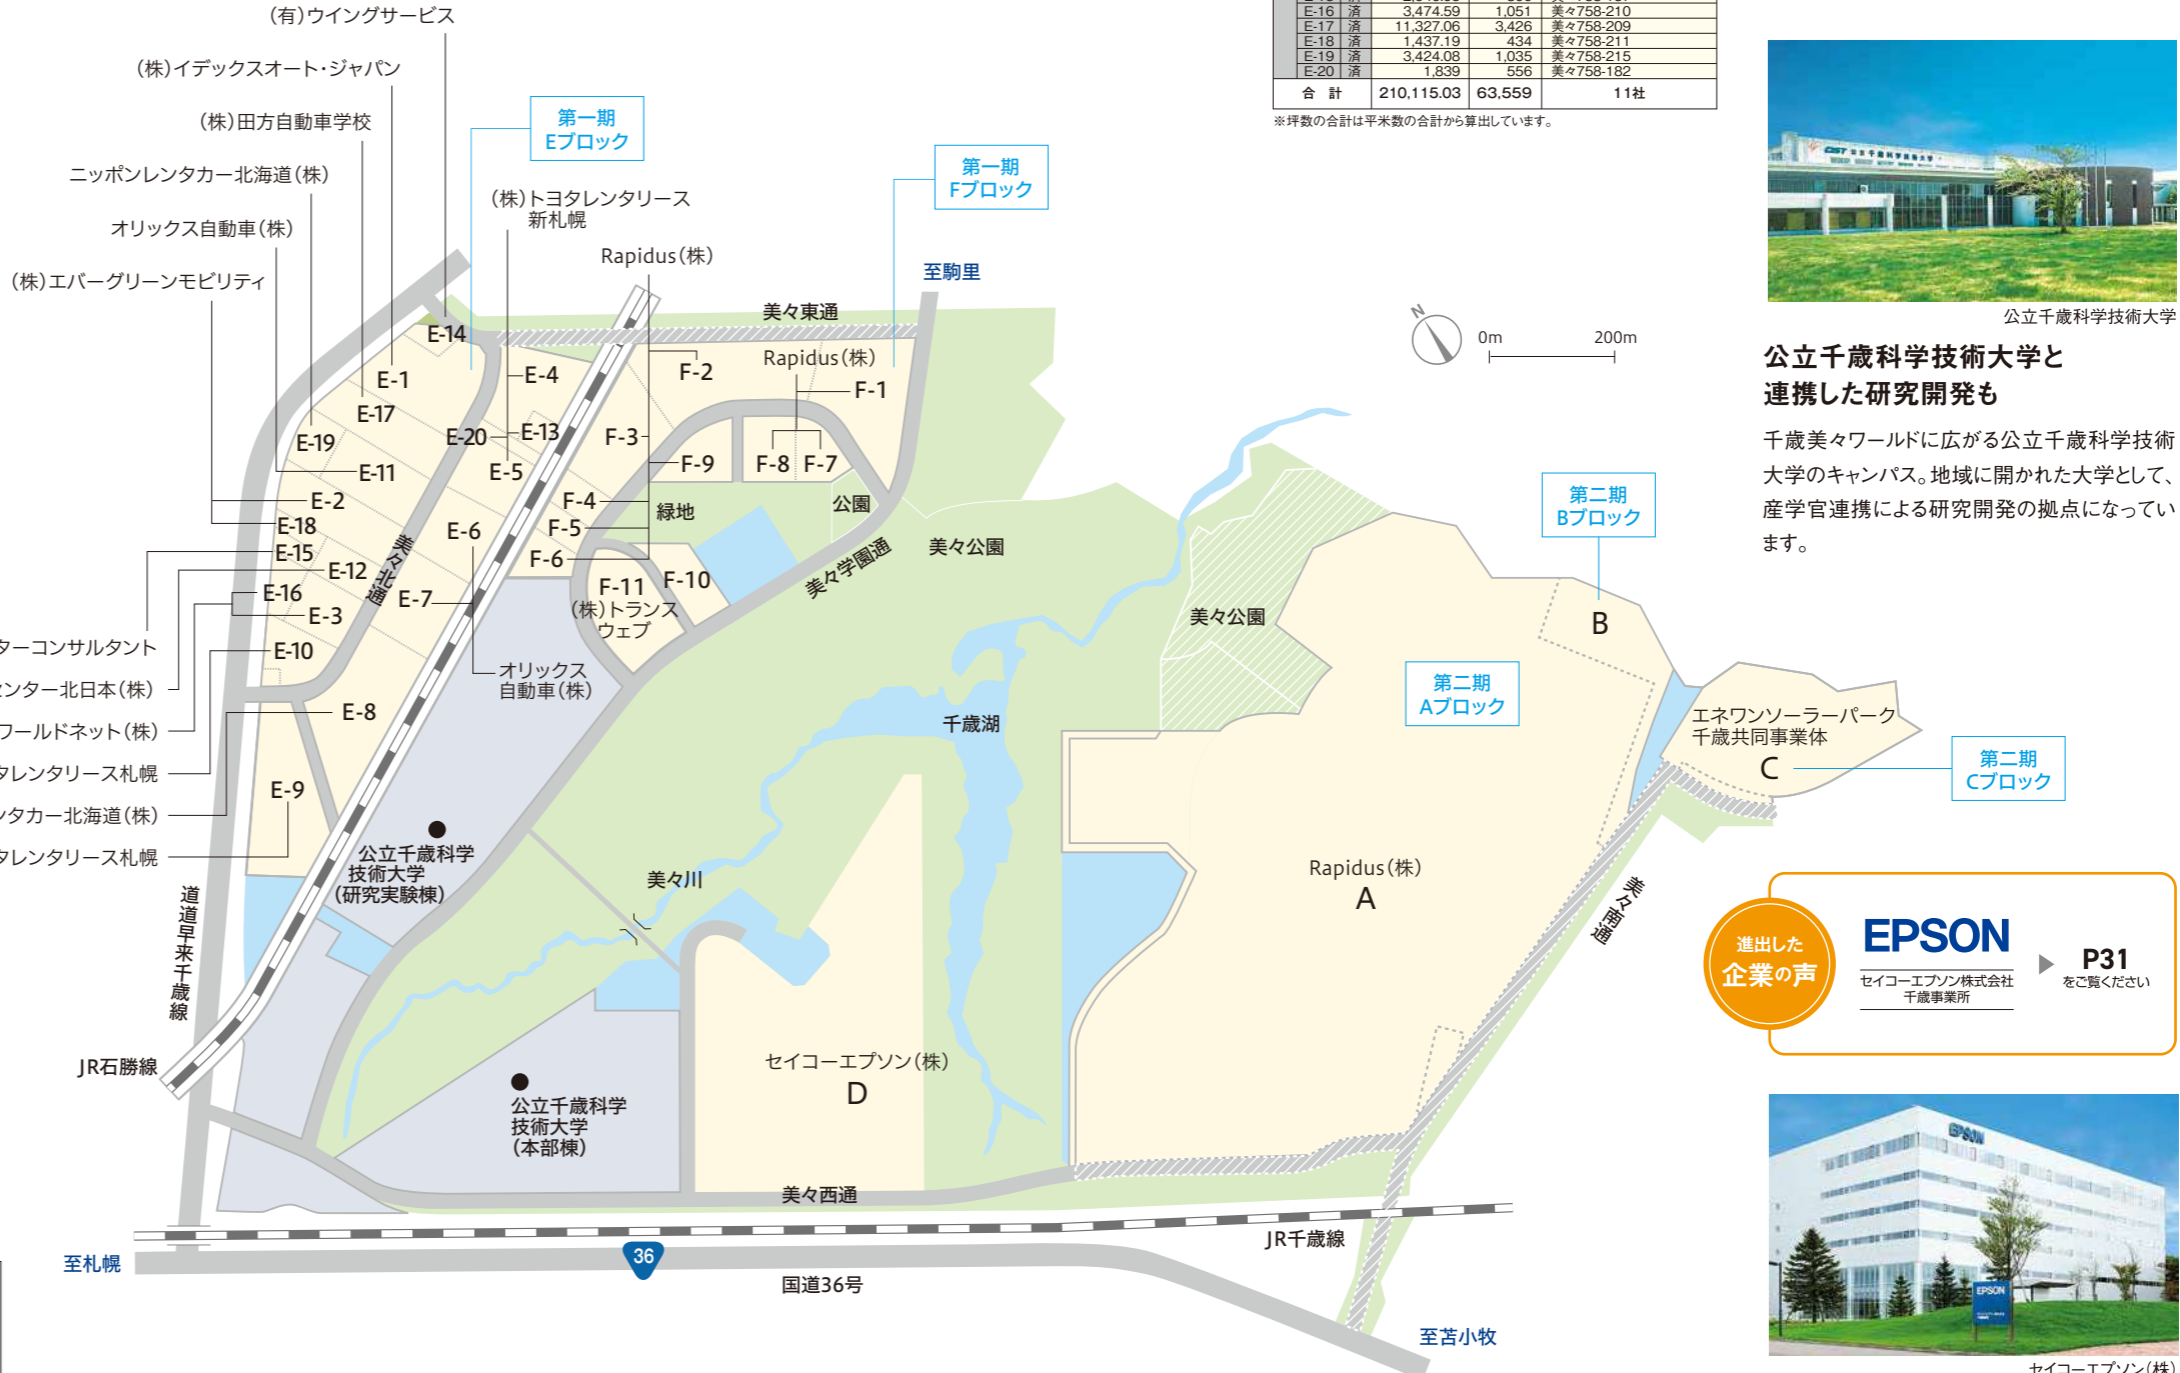 E-16 済 3,474.59 1,051 美々758-210
E-17 済 11,327.06 3,426 美々758-209
E-18 済 1,437.19 434 美々758-211
E-19 済 3,424.08 1,035 美々758-215
E-20 済 1,839 556 美々758-182
合 計 210,115.03 63,559 11社
※坪数の合計は平米数の合計から算出しています。
(有)ウイングサービス
(株)イデックスオート・ジャパン
(株)田方自動車学校
ニッポンレンタカー北海道(株)
オリックス自動車(株)
(株)エバーグリーンモビリティ
第一期
Eブロック
(株)トヨタレンタリース
新札幌
Rapidus(株)
第一期
Fブロック
至駒里
美々東通
Rapidus(株)
N
0m 200m
E-14
E-1
E-17
E-19
E-11
E-2
E-18
E-15
E-12
E-16
E-3
E-10
E-4
E-20
E-13
E-5
E-6
E-7
E-8
E-9
美々北通
F-2
F-1
F-3
F-9
F-8
F-7
F-4
F-5
F-6
F-10
F-11
(株)トランス
ウェブ
緑地
公園
美々学園通
美々公園
美々公園
オリックス
自動車(株)
ターコンサルタント
センター北日本(株)
ワールドネット(株)
タレンタリース札幌
ンタカー北海道(株)
タレンタリース札幌
第二期
Bブロック
B
第二期
Aブロック
エネワンソーラーパーク
千歳共同事業体
C
第二期
Cブロック
千歳湖
Rapidus(株)
A
美々南通
公立千歳科学
技術大学
(研究実験棟)
美々川
道道早来千歳線
JR石勝線
公立千歳科学
技術大学
(本部棟)
セイコーエプソン(株)
D
美々西通
JR千歳線
至札幌
36
国道36号
至苫小牧
公立千歳科学技術大学
公立千歳科学技術大学と
連携した研究開発も
千歳美々ワールドに広がる公立千歳科学技術
大学のキャンパス。地域に開かれた大学として、
産学官連携による研究開発の拠点になってい
ます。
進出した
企業の声
EPSON
セイコーエプソン株式会社
千歳事業所
P31
をご覧ください
EPSON
EPSON
セイコーエプソン(株)